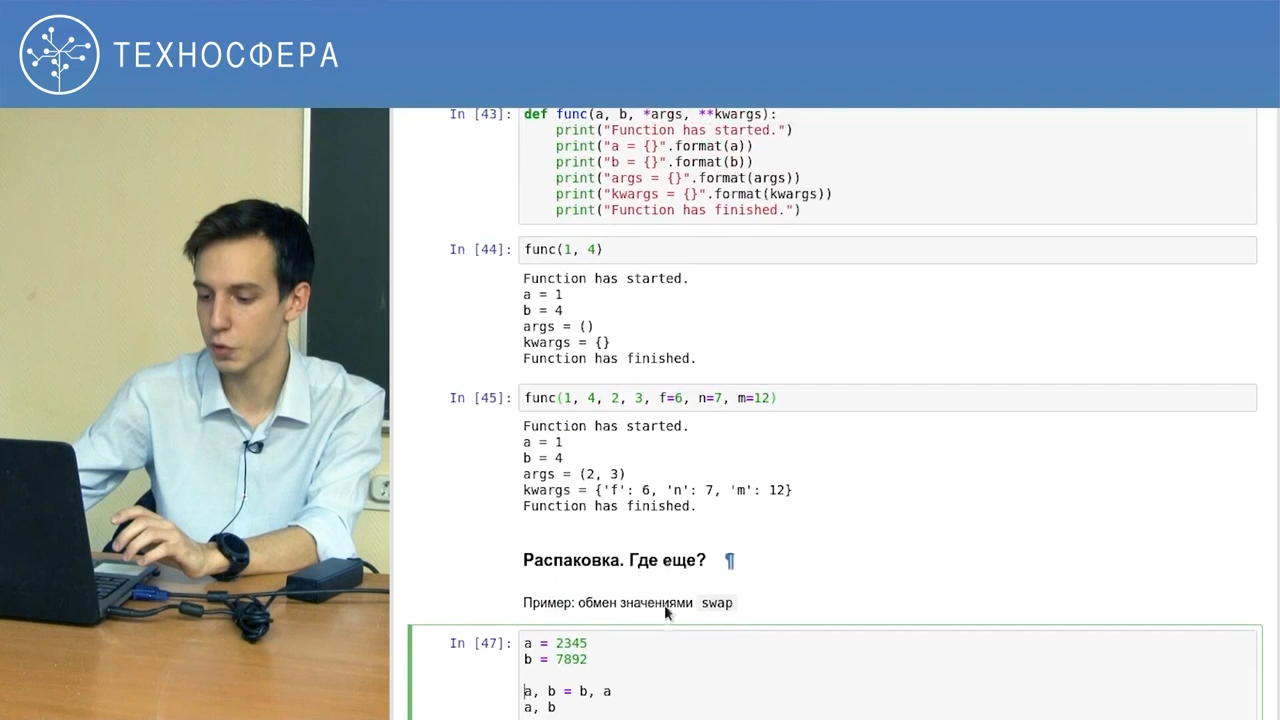 ТЕХНОСФЕРА
In [43]: def func(a, b, *args, **kwargs):
print("Function has started.")
print("a = {}".format(a))
print("b = {}".format(b))
print("args = {}".format(args))
print("kwargs = {}".format(kwargs))
print("Function has finished.")
In [44]: func(1, 4)
Function has started.
a = 1
b = 4
args = ()
kwargs = {}
Function has finished.
In [45]: func(1, 4, 2, 3, f=6, n=7, m=12)
Function has started.
a = 1
b = 4
args = (2, 3)
kwargs = {'f': 6, 'n': 7, 'm': 12}
Function has finished.
Распаковка. Где еще? ¶
Пример: обмен значениями swap
In [47]: a = 2345
b = 7892
a, b = b, a
a, b